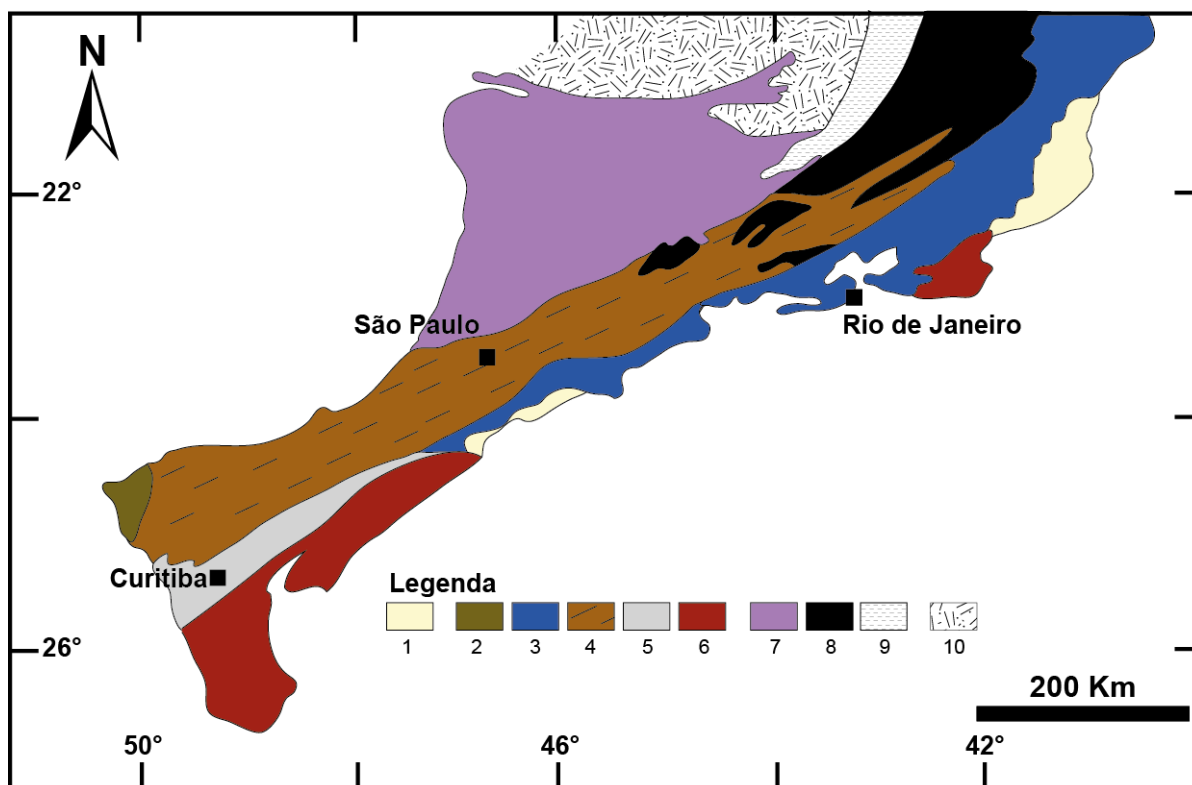 N
22°
São Paulo
Rio de Janeiro
Curitiba
Legenda
1 2 3 4 5 6 7 8 9 10
26°
200 Km
50° 46° 42°